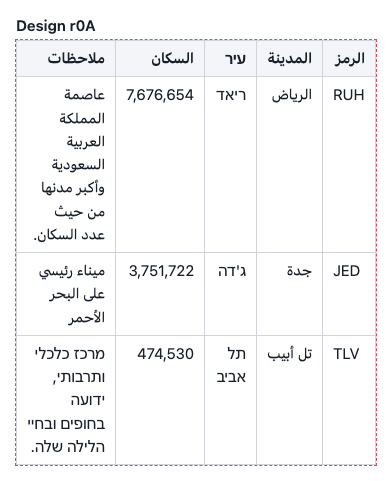 Design r0A
الرمز
المدينة
עיר
السكان
ملاحظات
RUH
الرياض
ריאד
7,676,654
عاصمة
المملكة
العربية
السعودية
وأكبر مدنها
من حيث
عدد السكان.
JED
جدة
ג'דה
3,751,722
ميناء رئيسي
على البحر
الأحمر
TLV
تل أبيب
תל
אביב
474,530
מרכז כלכלי
ותרבותי,
ידועה
בחופים ובחיי
הלילה שלה.